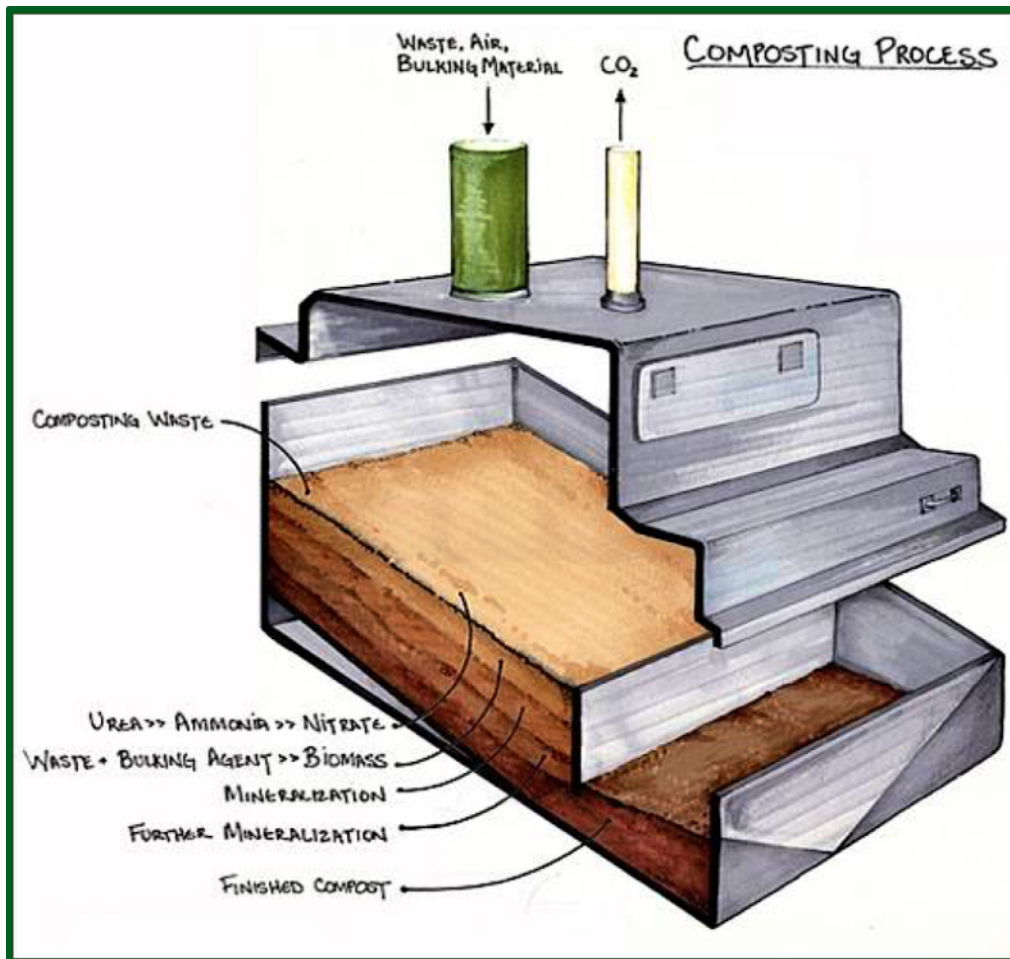 COMPOSTING PROCESS
WASTE, AIR,
BULKING MATERIAL
CO₂
COMPOSTING WASTE
UREA >> AMMONIA >> NITRATE
WASTE + BULKING AGENT >> BIOMASS
MINERALIZATION
FURTHER MINERALIZATION
FINISHED COMPOST